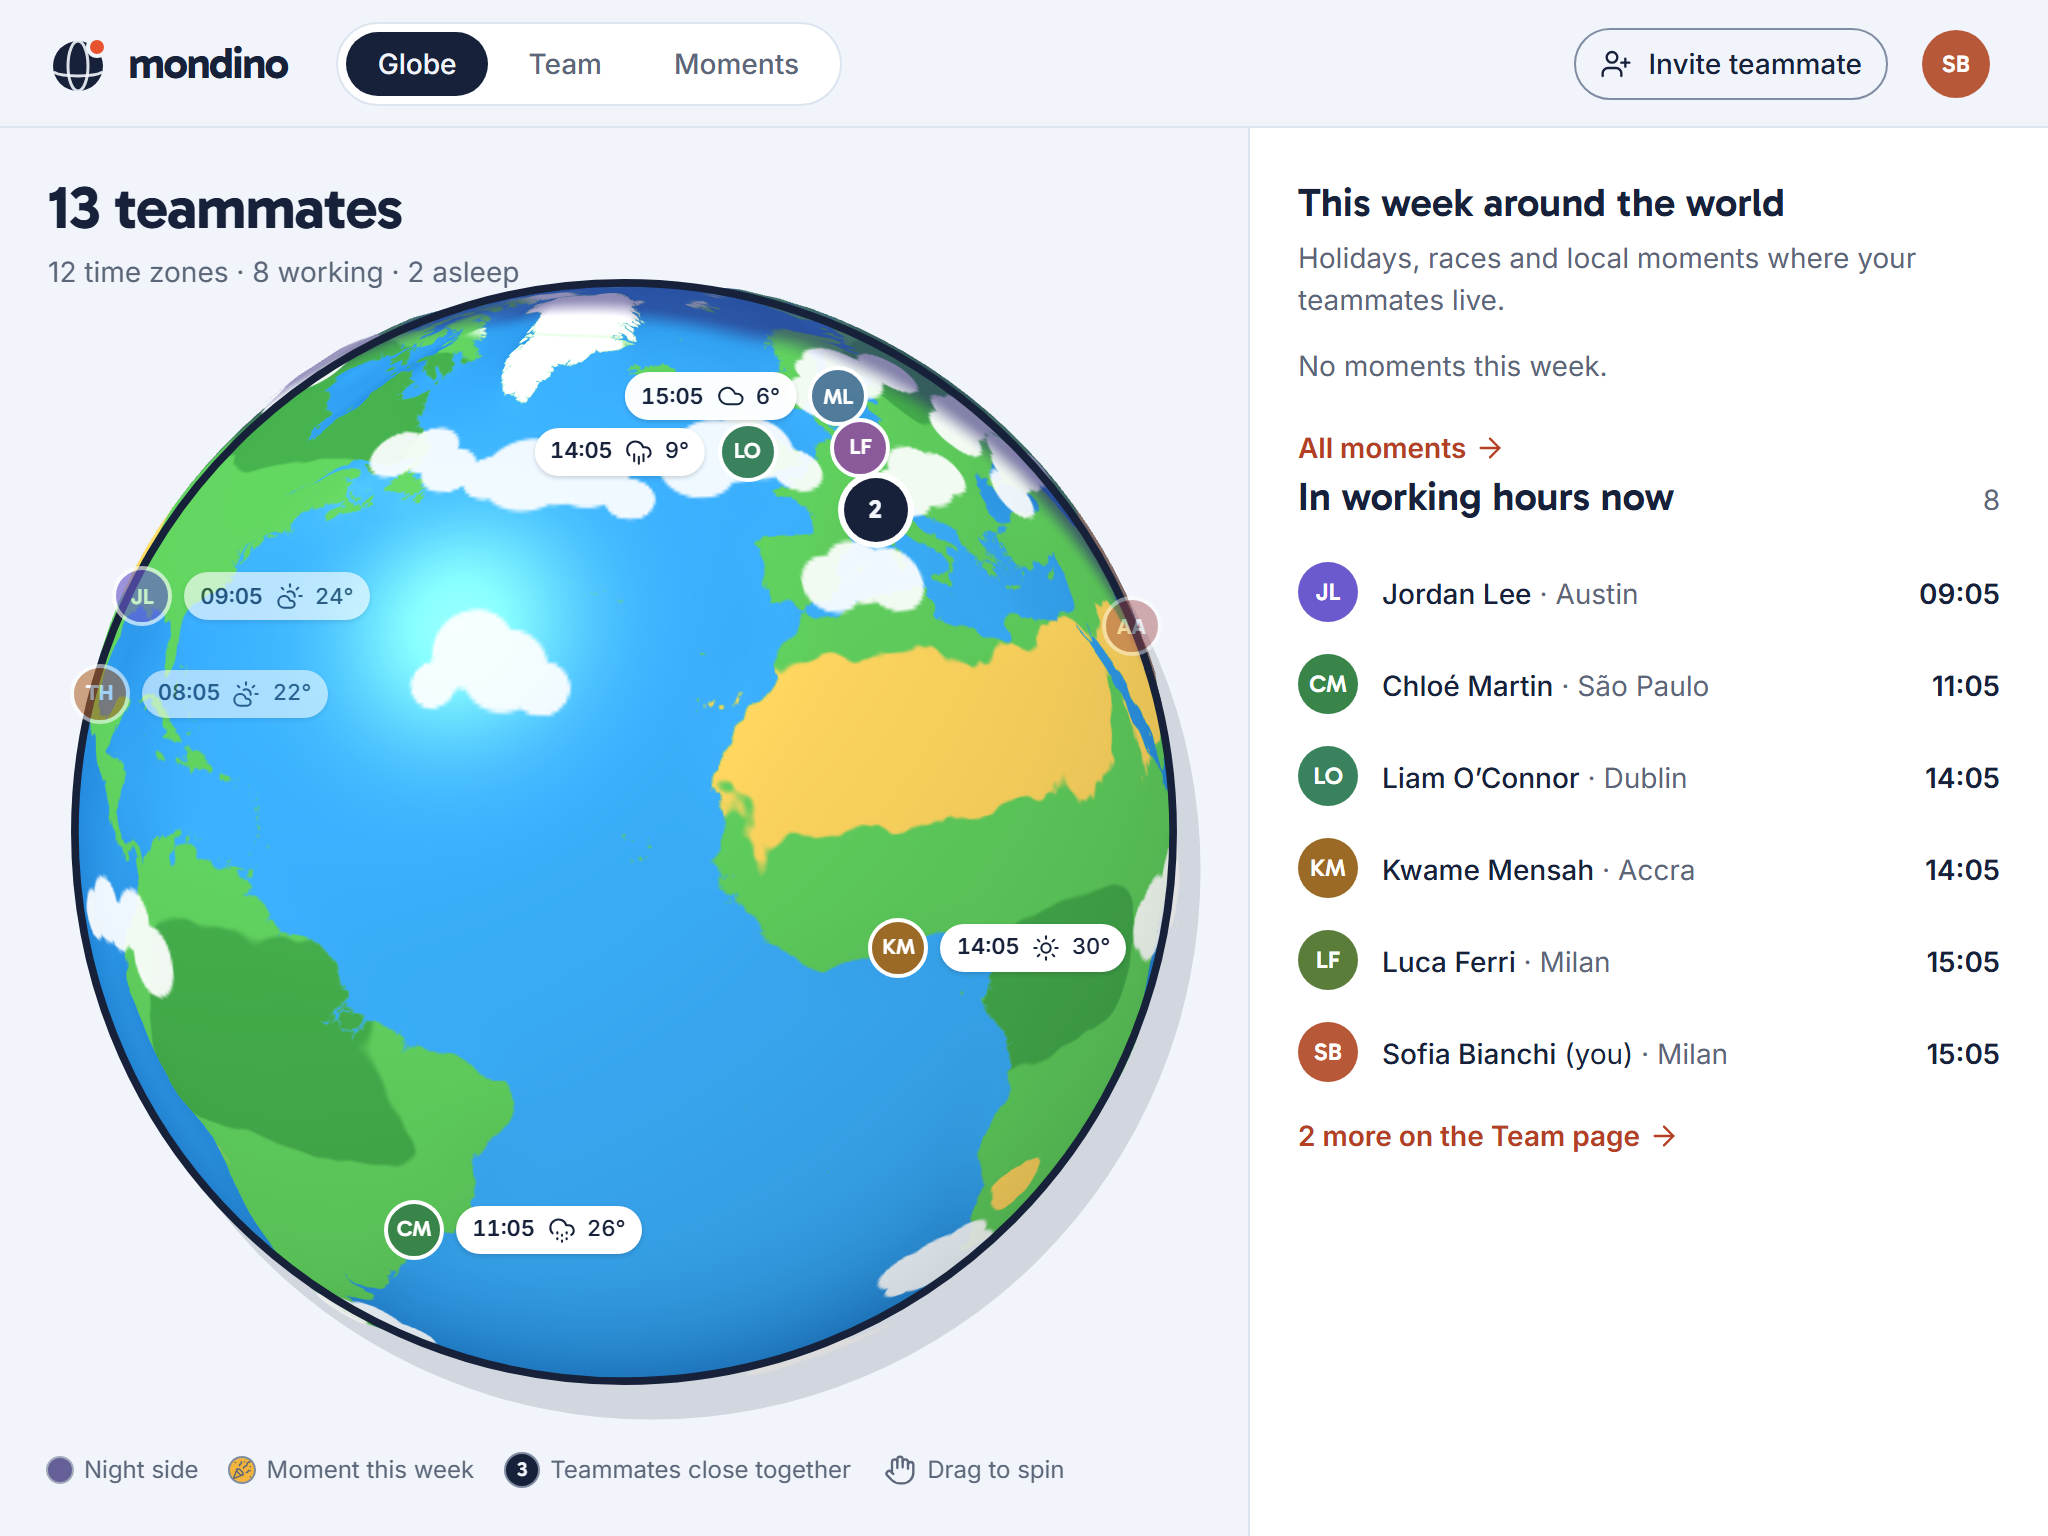 mondino
Globe
Team
Moments
Invite teammate
SB
13 teammates
12 time zones · 8 working · 2 asleep
15:05 6° ML
14:05 9° LO
LF
2
JL 09:05 24°
AA
TH 08:05 22°
KM 14:05 30°
CM 11:05 26°
Night side
Moment this week
3 Teammates close together
Drag to spin
This week around the world
Holidays, races and local moments where your
teammates live.
No moments this week.
All moments →
In working hours now 8
JL Jordan Lee · Austin 09:05
CM Chloé Martin · São Paulo 11:05
LO Liam O’Connor · Dublin 14:05
KM Kwame Mensah · Accra 14:05
LF Luca Ferri · Milan 15:05
SB Sofia Bianchi (you) · Milan 15:05
2 more on the Team page →